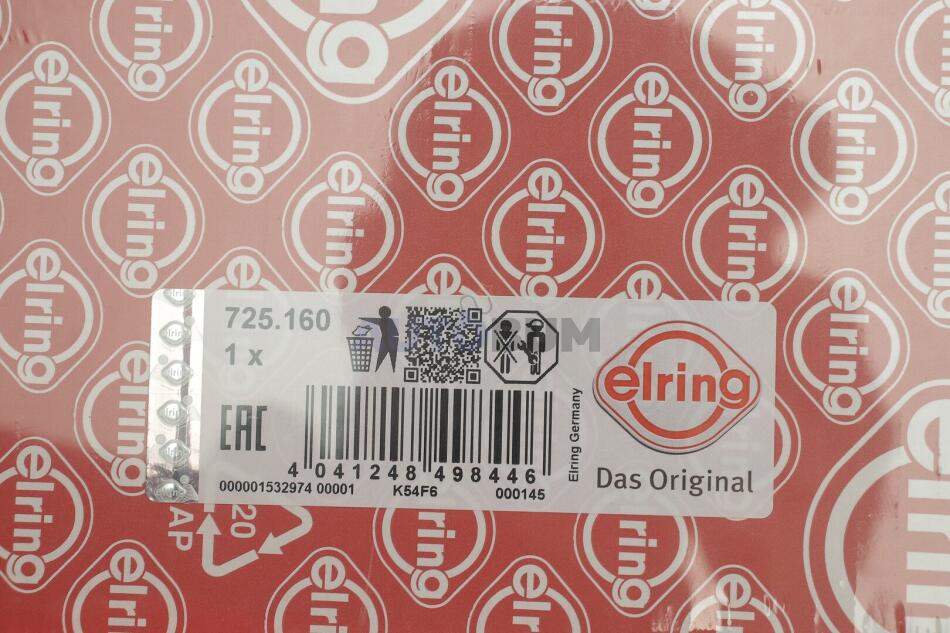 725.160
1 x
EAC
4 041248 498446
000001532974 00001 K54F6 000145
Elring Germany
elring
Das Original
20
PAP